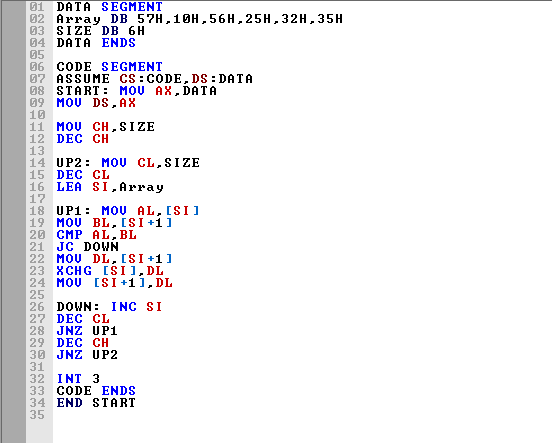 01 DATA SEGMENT
02 Array DB 57H,10H,56H,25H,32H,35H
03 SIZE DB 6H
04 DATA ENDS
05
06 CODE SEGMENT
07 ASSUME CS:CODE,DS:DATA
08 START: MOV AX,DATA
09 MOV DS,AX
10
11 MOV CH,SIZE
12 DEC CH
13
14 UP2: MOV CL,SIZE
15 DEC CL
16 LEA SI,Array
17
18 UP1: MOV AL,[SI]
19 MOV BL,[SI+1]
20 CMP AL,BL
21 JC DOWN
22 MOV DL,[SI+1]
23 XCHG [SI],DL
24 MOV [SI+1],DL
25
26 DOWN: INC SI
27 DEC CL
28 JNZ UP1
29 DEC CH
30 JNZ UP2
31
32 INT 3
33 CODE ENDS
34 END START
35